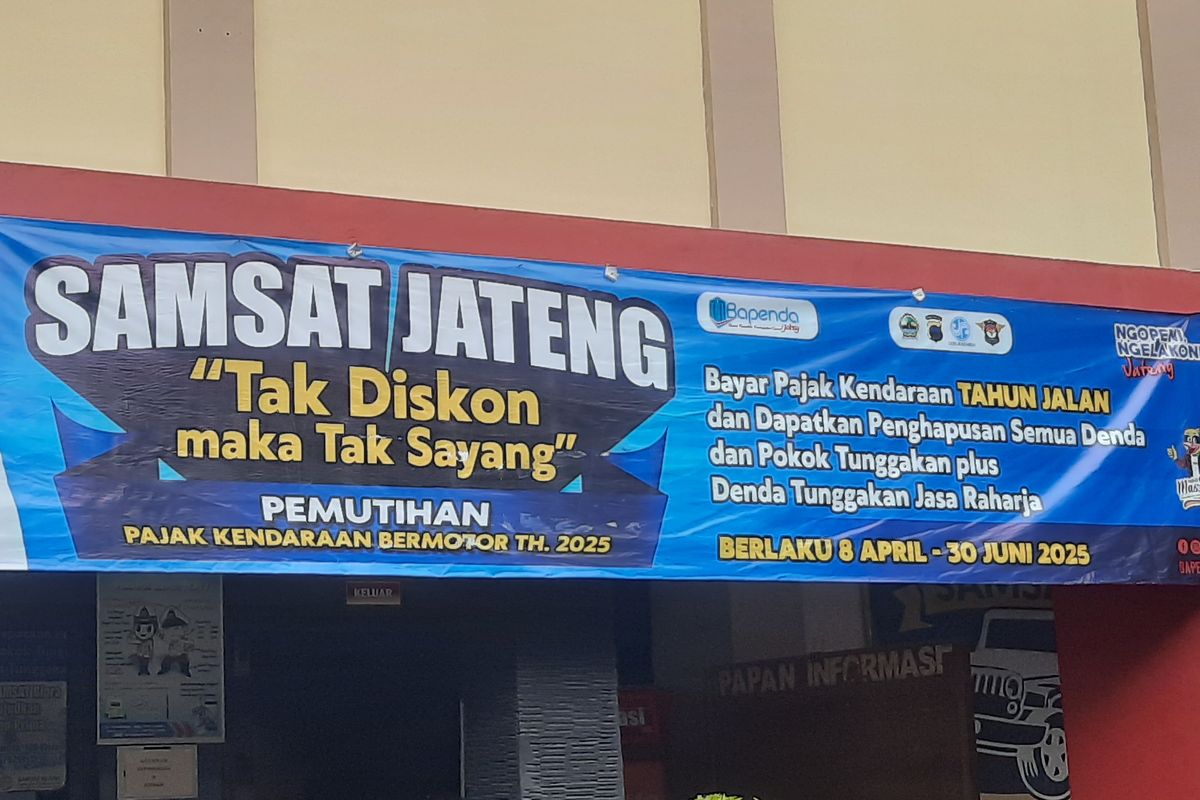 SAMSAT JATENG
"Tak Diskon
maka Tak Sayang"
PEMUTIHAN
PAJAK KENDARAAN BERMOTOR TH. 2025
Bapenda
Jateng
NGOPENI,
NGELAKONI
Jateng
Bayar Pajak Kendaraan TAHUN JALAN
dan Dapatkan Penghapusan Semua Denda
dan Pokok Tunggakan plus
Denda Tunggakan Jasa Raharja
BERLAKU 8 APRIL - 30 JUNI 2025
KELUAR
PAPAN INFORMASI